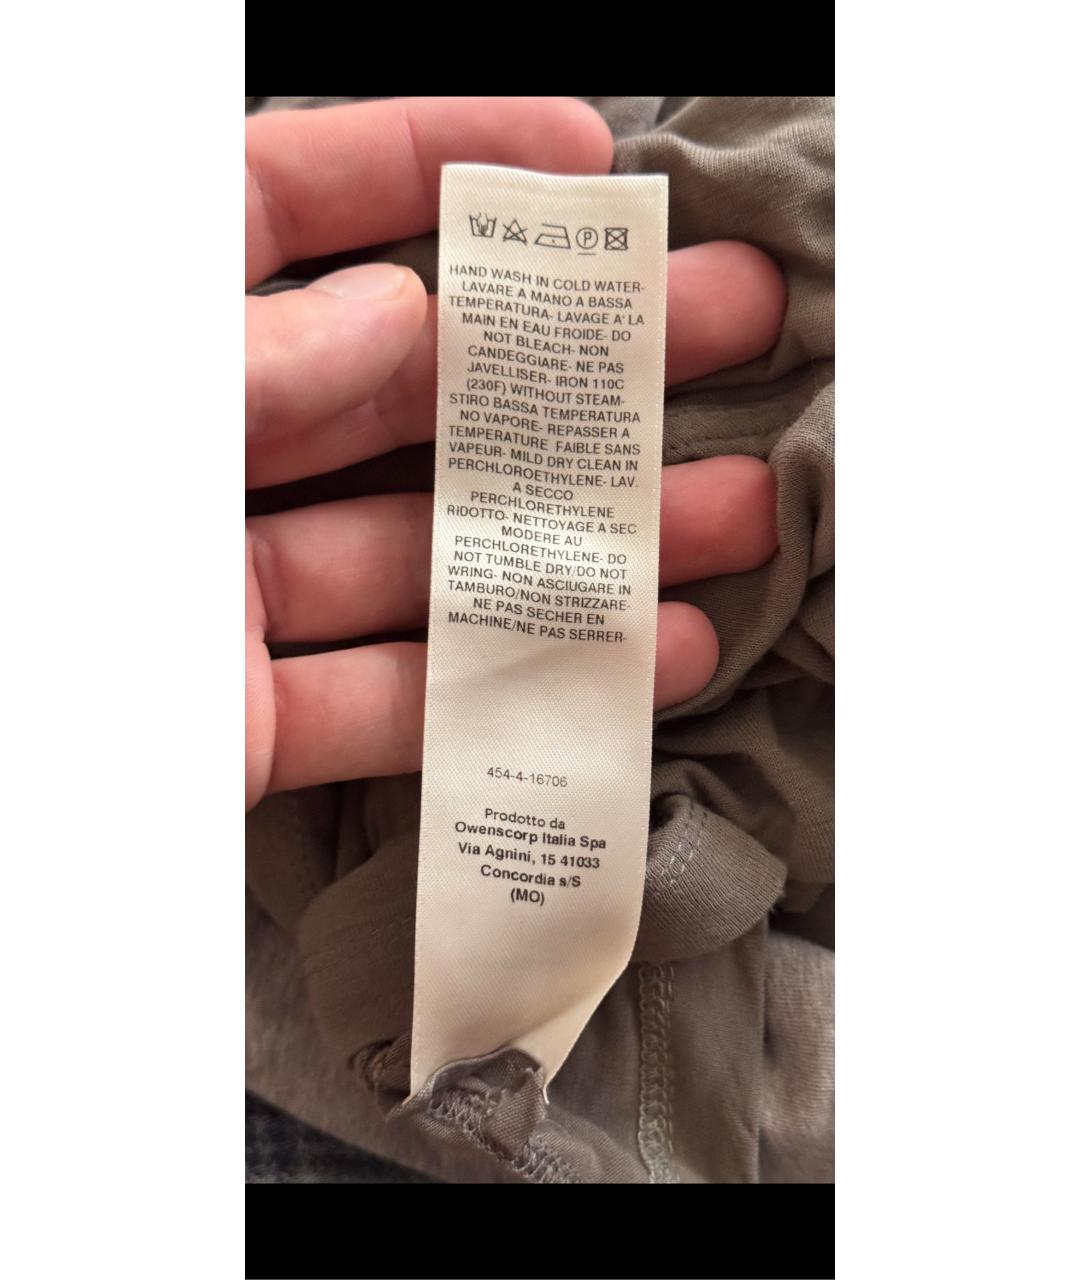 P
HAND WASH IN COLD WATER-
LAVARE A MANO A BASSA
TEMPERATURA- LAVAGE A' LA
MAIN EN EAU FROIDE- DO
NOT BLEACH- NON
CANDEGGIARE- NE PAS
JAVELLISER- IRON 110C
(230F) WITHOUT STEAM-
STIRO BASSA TEMPERATURA
NO VAPORE- REPASSER A
TEMPERATURE FAIBLE SANS
VAPEUR- MILD DRY CLEAN IN
PERCHLOROETHYLENE- LAV.
A SECCO
PERCHLORETHYLENE
RIDOTTO- NETTOYAGE A SEC
MODERE AU
PERCHLORETHYLENE- DO
NOT TUMBLE DRY/DO NOT
WRING- NON ASCIUGARE IN
TAMBURO/NON STRIZZARE-
NE PAS SECHER EN
MACHINE/NE PAS SERRER-
454-4-16706
Prodotto da
Owenscorp Italia Spa
Via Agnini, 15 41033
Concordia s/S
(MO)